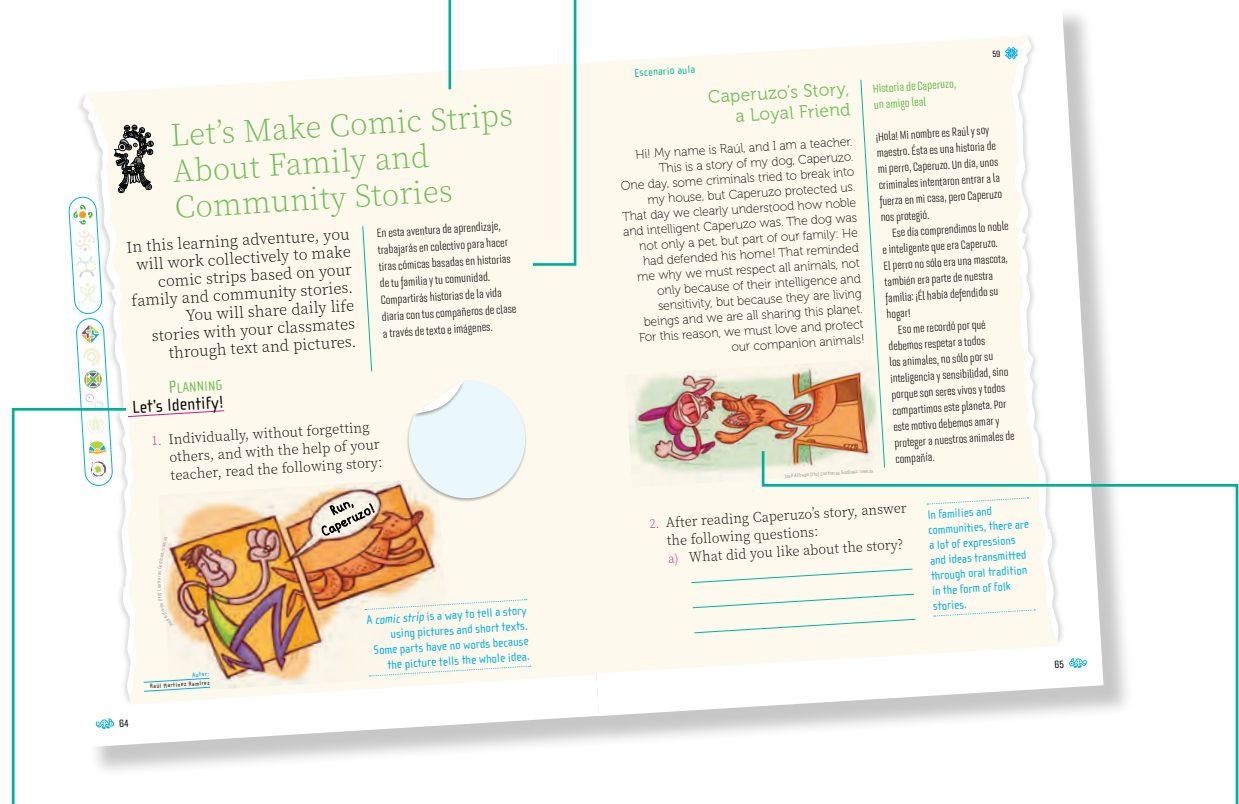 Let's Make Comic Strips
About Family and
Community Stories
In this learning adventure, you
will work collectively to make
comic strips based on your
family and community stories.
You will share daily life
stories with your classmates
through text and pictures.
En esta aventura de aprendizaje,
trabajarás en colectivo para hacer
tiras cómicas basadas en historias
de tu familia y tu comunidad.
Compartirás historias de la vida
diaria con tus compañeros de clase
a través de texto e imágenes.
PLANNING
Let's Identify!
1. Individually, without forgetting
others, and with the help of your
teacher, read the following story:
Run,
Caperuzo!
A comic strip is a way to tell a story
using pictures and short texts.
Some parts have no words because
the picture tells the whole idea.
Autor:
Raúl Martínez Ramírez
64
Escenario aula
59
Caperuzo's Story,
a Loyal Friend
Hi! My name is Raúl, and I am a teacher.
This is a story of my dog, Caperuzo.
One day, some criminals tried to break into
my house, but Caperuzo protected us.
That day we clearly understood how noble
and intelligent Caperuzo was. The dog was
not only a pet, but part of our family: He
had defended his home! That reminded
me why we must respect all animals, not
only because of their intelligence and
sensitivity, but because they are living
beings and we are all sharing this planet.
For this reason, we must love and protect
our companion animals!
Historia de Caperuzo,
un amigo leal
¡Hola! Mi nombre es Raúl y soy
maestro. Ésta es una historia de
mi perro, Caperuzo. Un día, unos
criminales intentaron entrar a la
fuerza en mi casa, pero Caperuzo
nos protegió.
Ese día comprendimos lo noble
e inteligente que era Caperuzo.
El perro no sólo era una mascota,
también era parte de nuestra
familia: ¡Él había defendido su
hogar!
Eso me recordó por qué
debemos respetar a todos
los animales, no sólo por su
inteligencia y sensibilidad, sino
porque son seres vivos y todos
compartimos este planeta. Por
este motivo debemos amar y
proteger a nuestros animales de
compañía.
2. After reading Caperuzo's story, answer
the following questions:
a) What did you like about the story?
In families and
communities, there are
a lot of expressions
and ideas transmitted
through oral tradition
in the form of folk
stories.
65